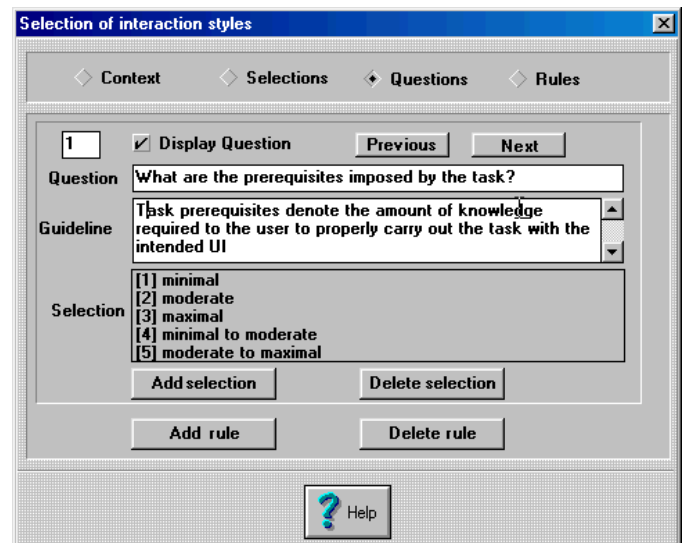 Selection of interaction styles
Context Selections Questions Rules
1 Display Question Previous Next
Question What are the prerequisites imposed by the task?
Guideline Task prerequisites denote the amount of knowledge
required to the user to properly carry out the task with the
intended UI
Selection
[1] minimal
[2] moderate
[3] maximal
[4] minimal to moderate
[5] moderate to maximal
Add selection Delete selection
Add rule Delete rule
? Help